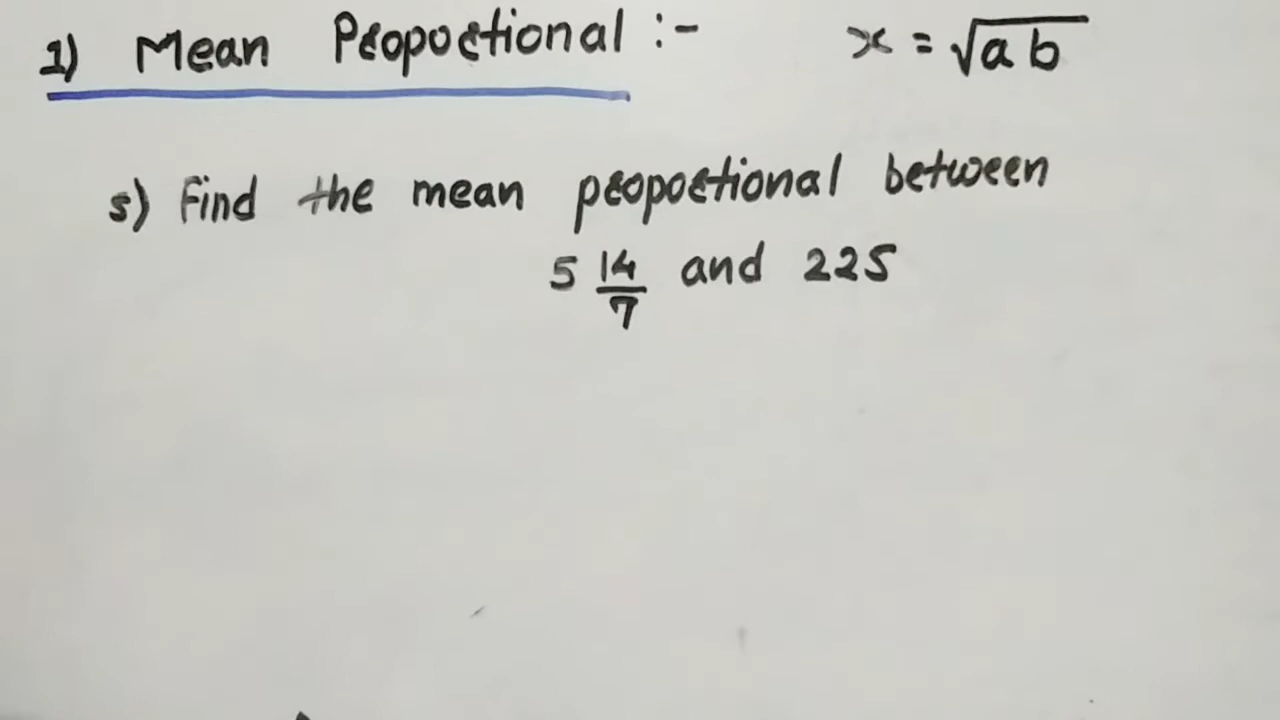 1) Mean Proportional :- x = √ab
5) Find the mean proportional between
5 14/7 and 225